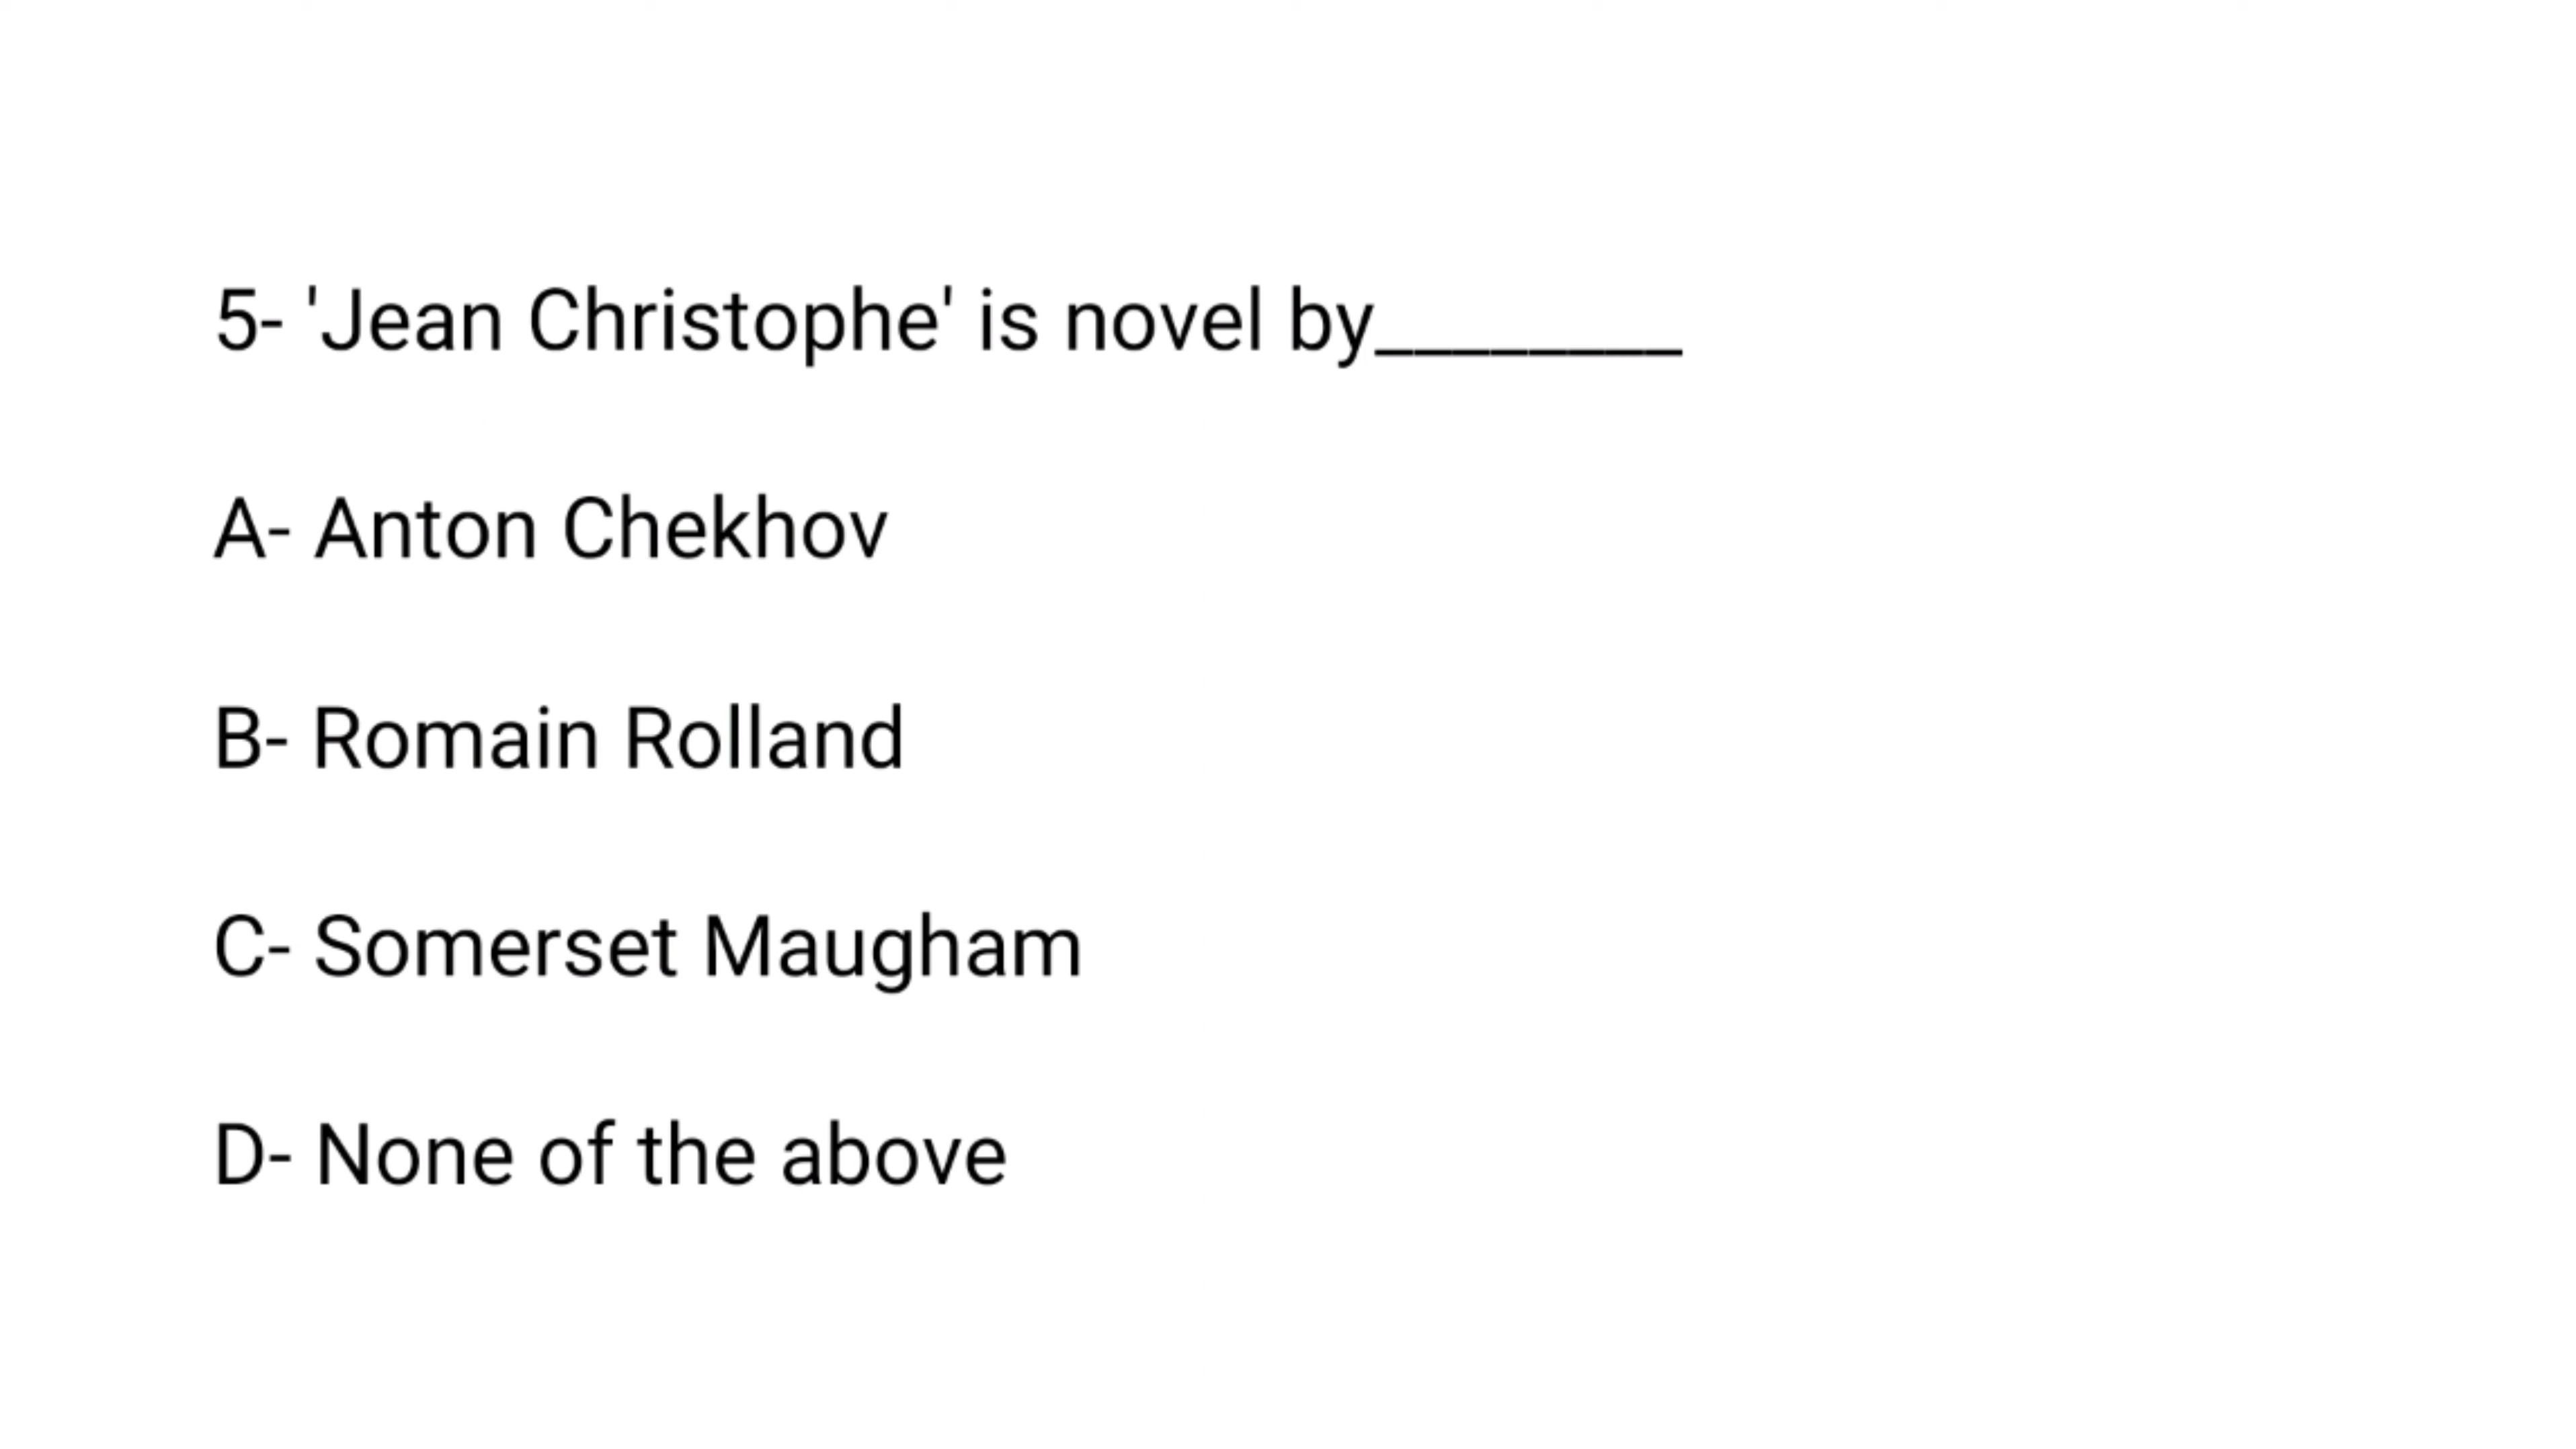 5- 'Jean Christophe' is novel by________
A- Anton Chekhov
B- Romain Rolland
C- Somerset Maugham
D- None of the above